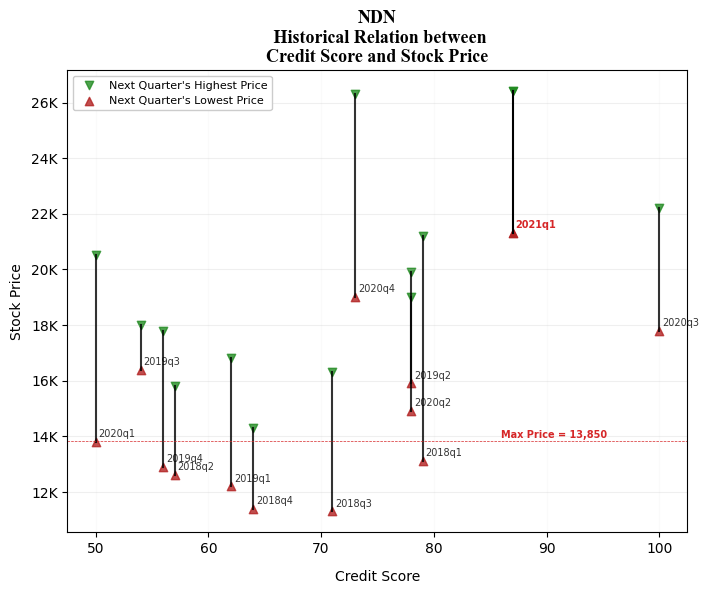 NDN
Historical Relation between
Credit Score and Stock Price
Next Quarter's Highest Price
Next Quarter's Lowest Price
26K
24K
22K
20K
18K
16K
14K
12K
Stock Price
2021q1
2020q4
2020q3
2019q3
2019q2
2020q2
2020q1
Max Price = 13,850
2018q1
2019q4
2018q2
2019q1
2018q4
2018q3
50
60
70
80
90
100
Credit Score